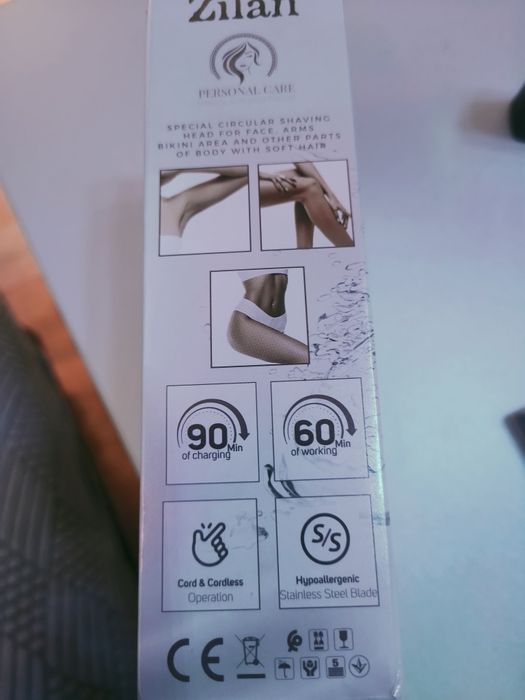 Zilan
PERSONAL CARE
SPECIAL CIRCULAR SHAVING
HEAD FOR FACE, ARMS
BIKINI AREA AND OTHER PARTS
OF BODY WITH SOFT HAIR
90 Min
of charging
60 Min
of working
Cord & Cordless
Operation
S/S
Hypoallergenic
Stainless Steel Blade
CE
5